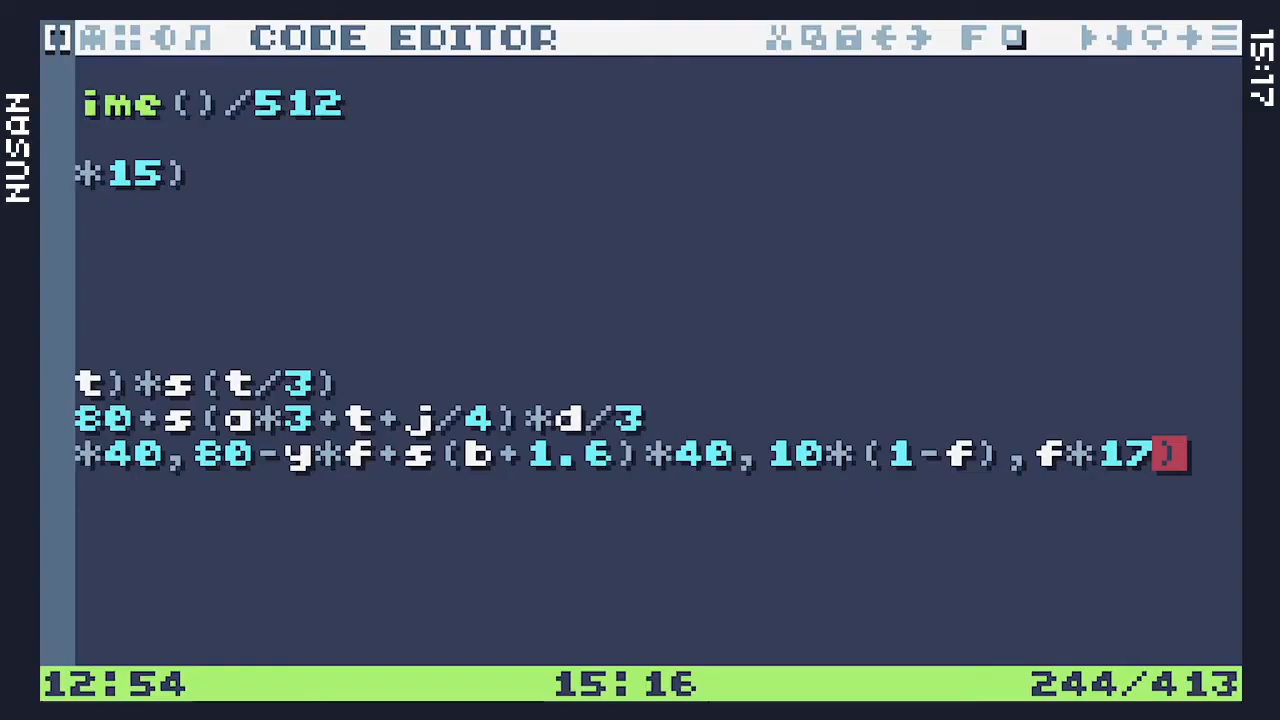 CODE EDITOR
F
15:17
NUSAN
ime()/512
*15)
t)*s(t/3)
80+s(a*3+t+j/4)*d/3
*40,80-y*f+s(b+1.6)*40,10*(1-f),f*17)
12:54 15:16 244/413